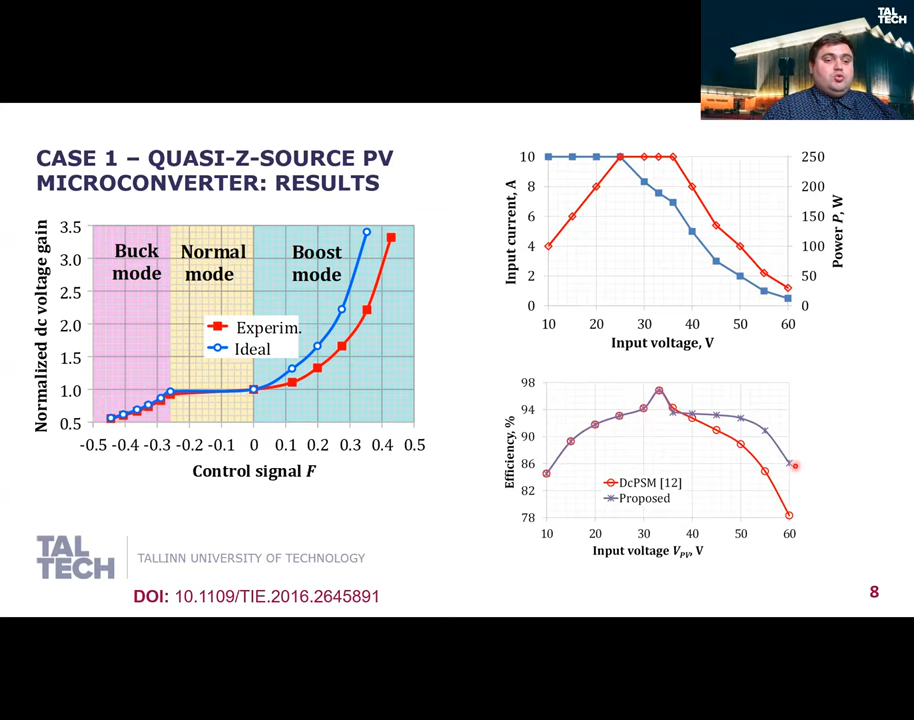 TAL
TECH
CASE 1 – QUASI-Z-SOURCE PV
MICROCONVERTER: RESULTS
Normalized dc voltage gain
3.5
3.0
2.5
2.0
1.5
1.0
0.5
Buck
mode
Normal
mode
Boost
mode
Experim.
Ideal
-0.5 -0.4 -0.3 -0.2 -0.1 0 0.1 0.2 0.3 0.4 0.5
Control signal F
Input current, A
10
8
6
4
2
0
250
200
150
100
50
0
Power P, W
10 20 30 40 50 60
Input voltage, V
Efficiency, %
98
94
90
86
82
78
DcPSM [12]
Proposed
10 20 30 40 50 60
Input voltage VPV, V
TAL
TECH
TALLINN UNIVERSITY OF TECHNOLOGY
DOI: 10.1109/TIE.2016.2645891
8